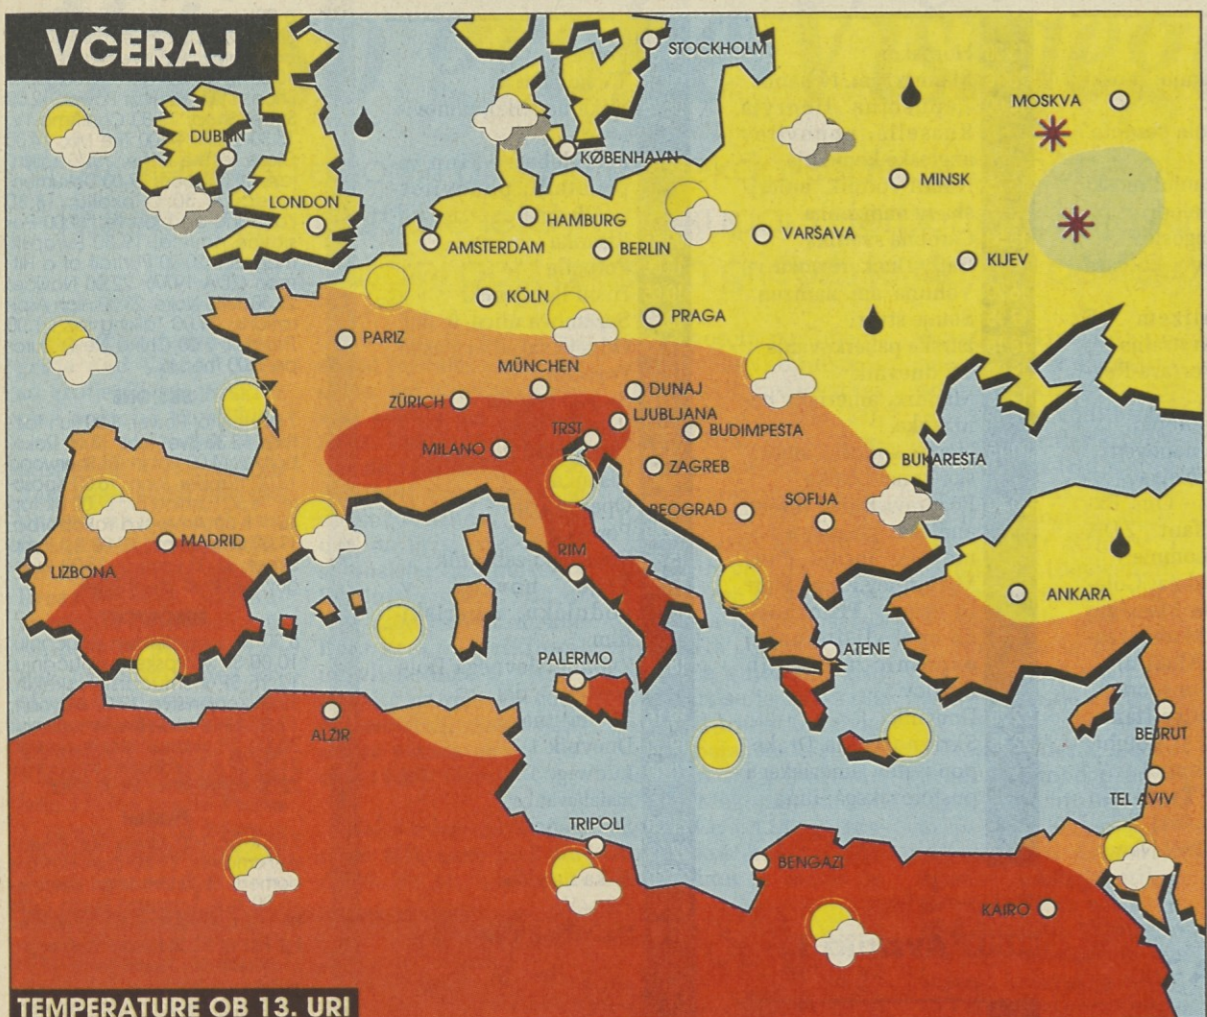 VČERAJ
STOCKHOLM
MOSKVA
DUBLIN
KØBENHAVN
MINSK
LONDON
HAMBURG
AMSTERDAM
BERLIN
VARŠAVA
KIJEV
KÖLN
PRAGA
PARIZ
MÜNCHEN
DUNAJ
ZÜRICH
LJUBLJANA
TRST
BUDIMPEŠTA
MILANO
ZAGREB
BUKAREŠTA
BEOGRAD
SOFIJA
MADRID
RIM
LIZBONA
ANKARA
ATENE
PALERMO
ALŽIR
BEJRUT
TEL AVIV
TRIPOLI
BENGAZI
KAIRO
TEMPERATURE OB 13. URI